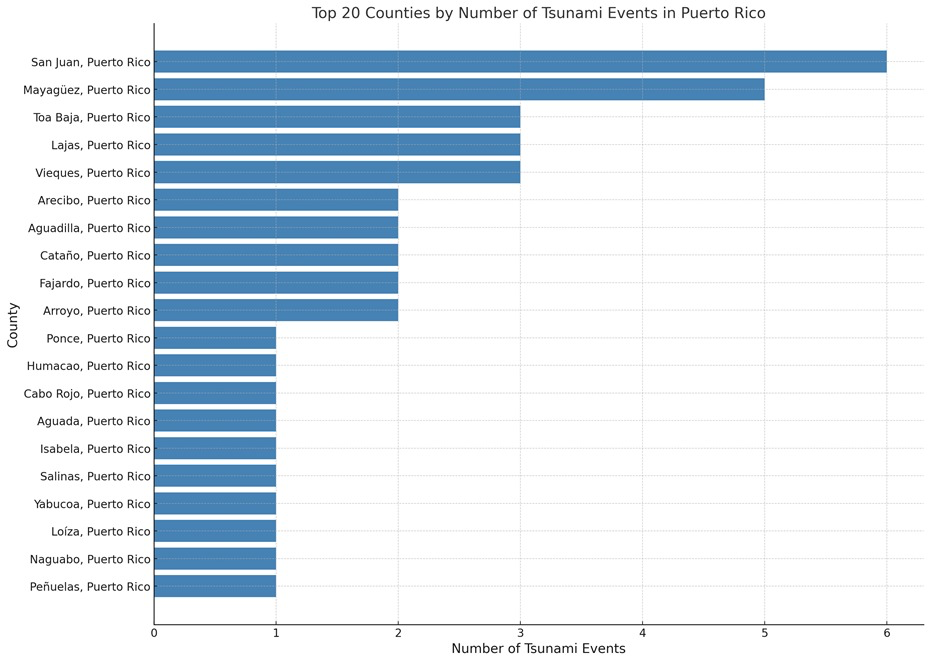 Top 20 Counties by Number of Tsunami Events in Puerto Rico
County
San Juan, Puerto Rico
Mayagüez, Puerto Rico
Toa Baja, Puerto Rico
Lajas, Puerto Rico
Vieques, Puerto Rico
Arecibo, Puerto Rico
Aguadilla, Puerto Rico
Cataño, Puerto Rico
Fajardo, Puerto Rico
Arroyo, Puerto Rico
Ponce, Puerto Rico
Humacao, Puerto Rico
Cabo Rojo, Puerto Rico
Aguada, Puerto Rico
Isabela, Puerto Rico
Salinas, Puerto Rico
Yabucoa, Puerto Rico
Loíza, Puerto Rico
Naguabo, Puerto Rico
Peñuelas, Puerto Rico
0 1 2 3 4 5 6
Number of Tsunami Events